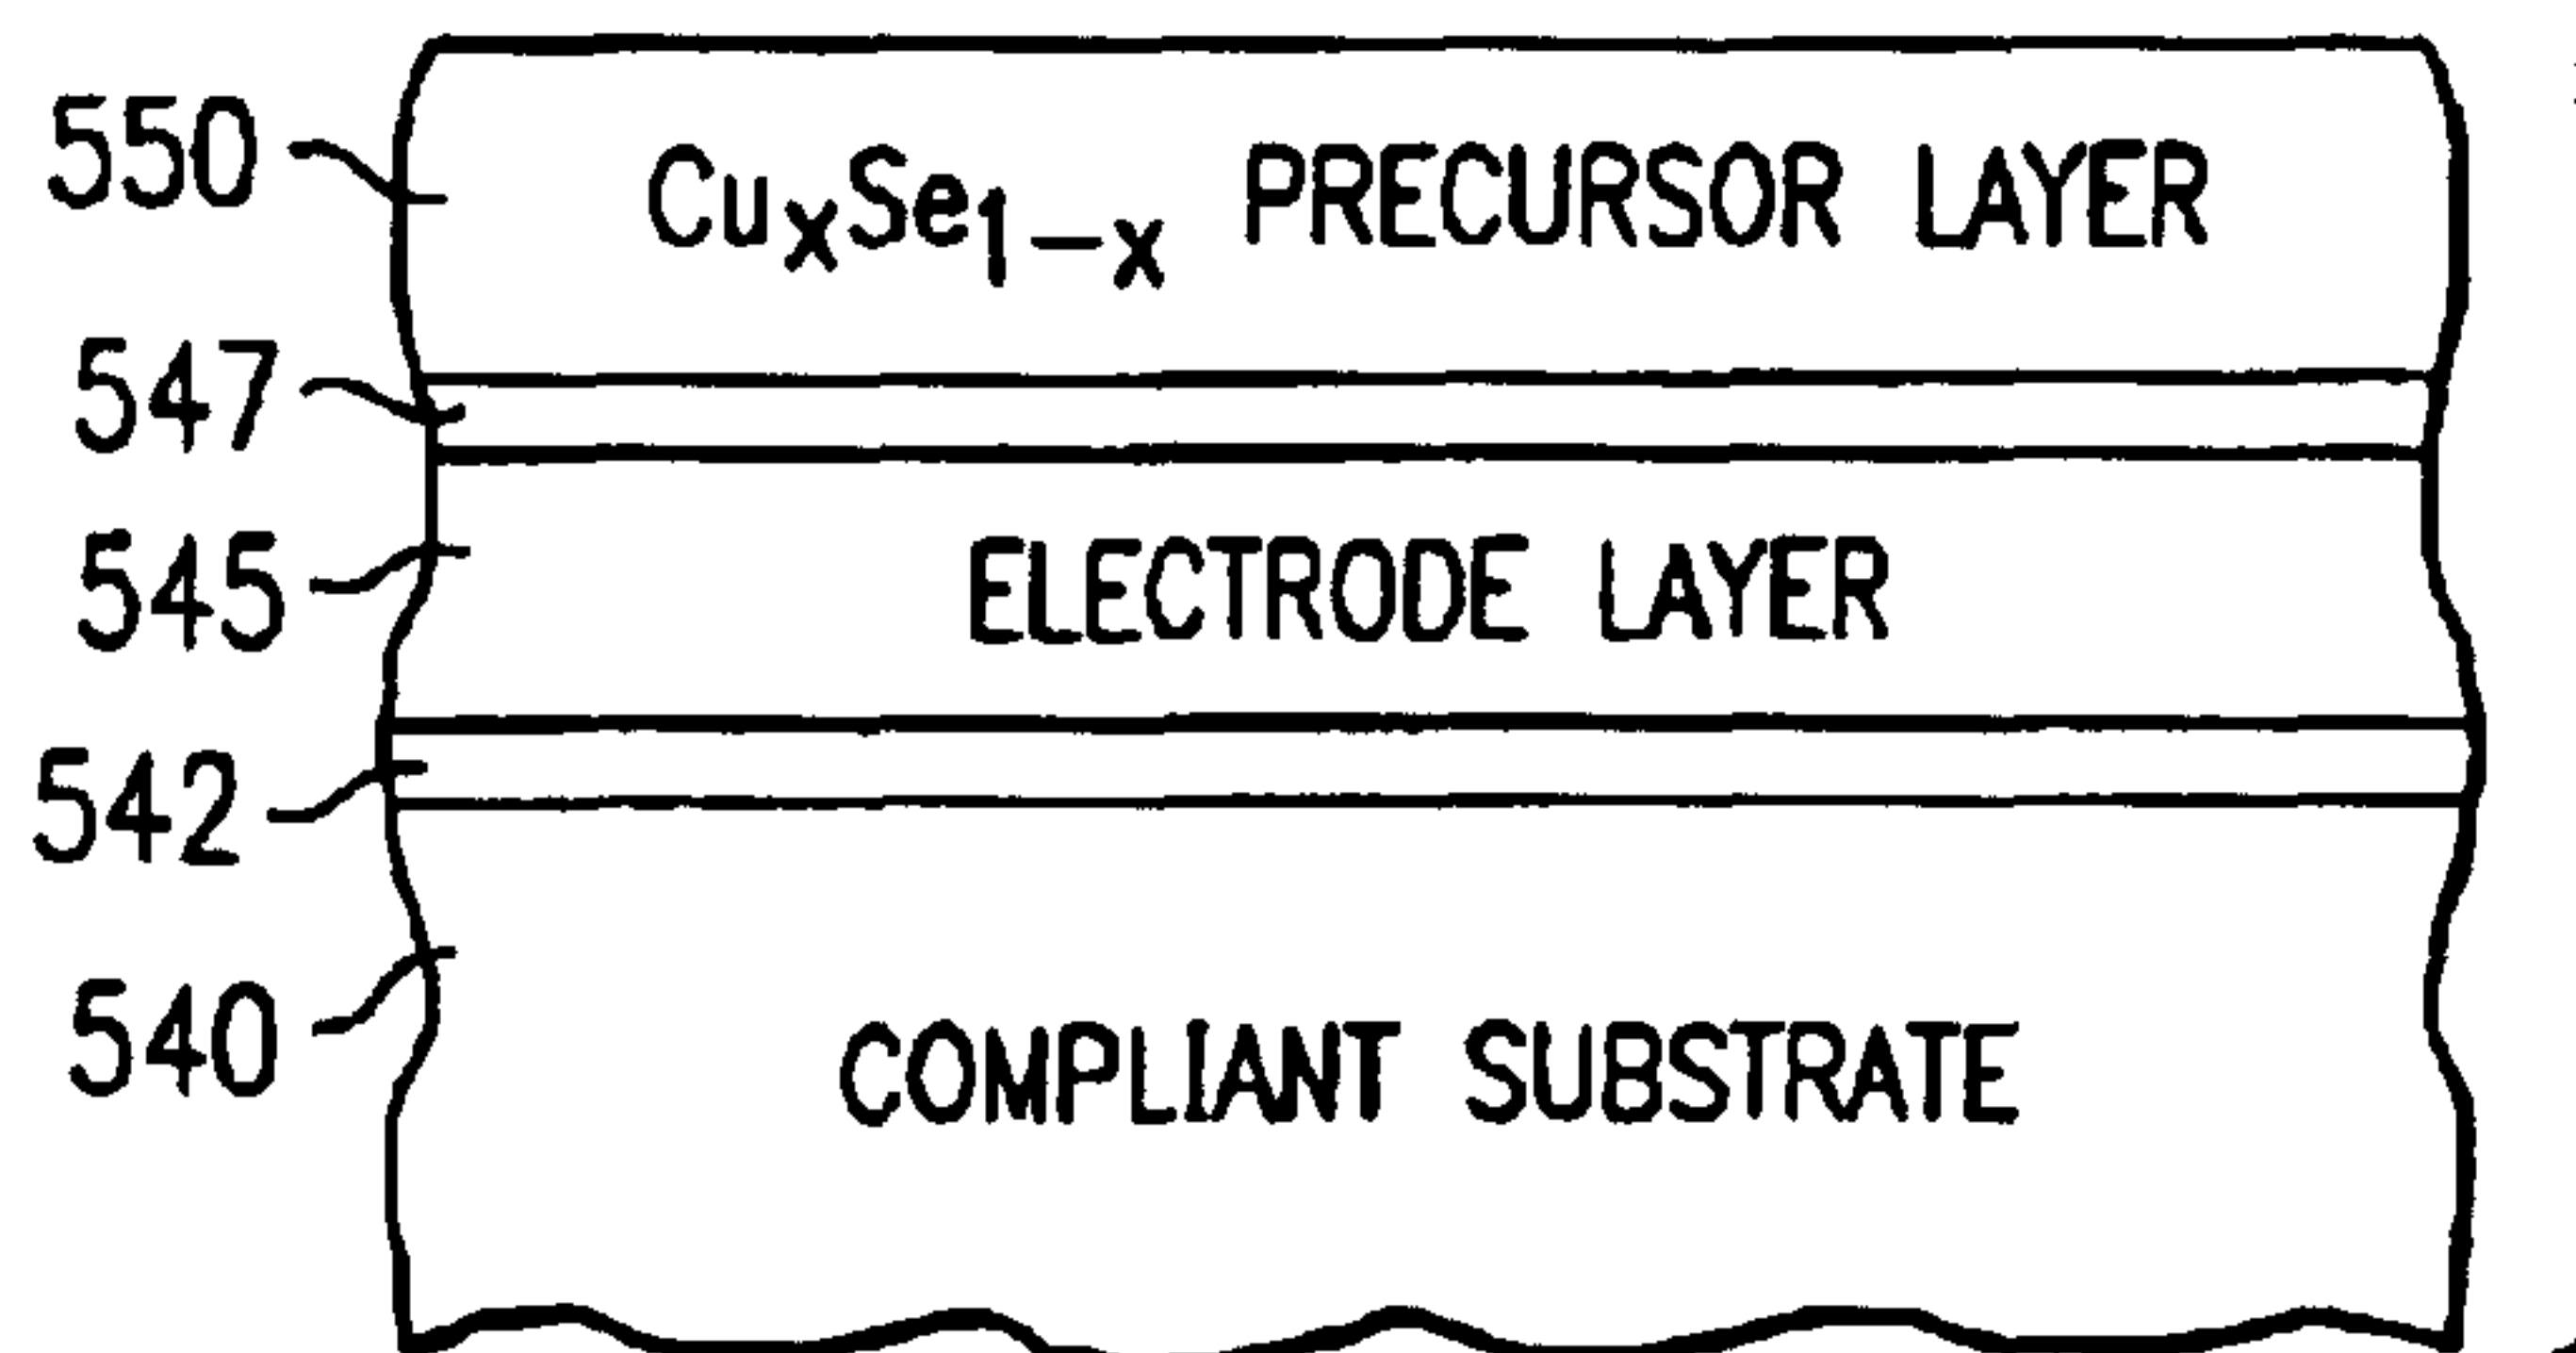 550
CuₓSe₁₋ₓ PRECURSOR LAYER
547
545
ELECTRODE LAYER
542
540
COMPLIANT SUBSTRATE